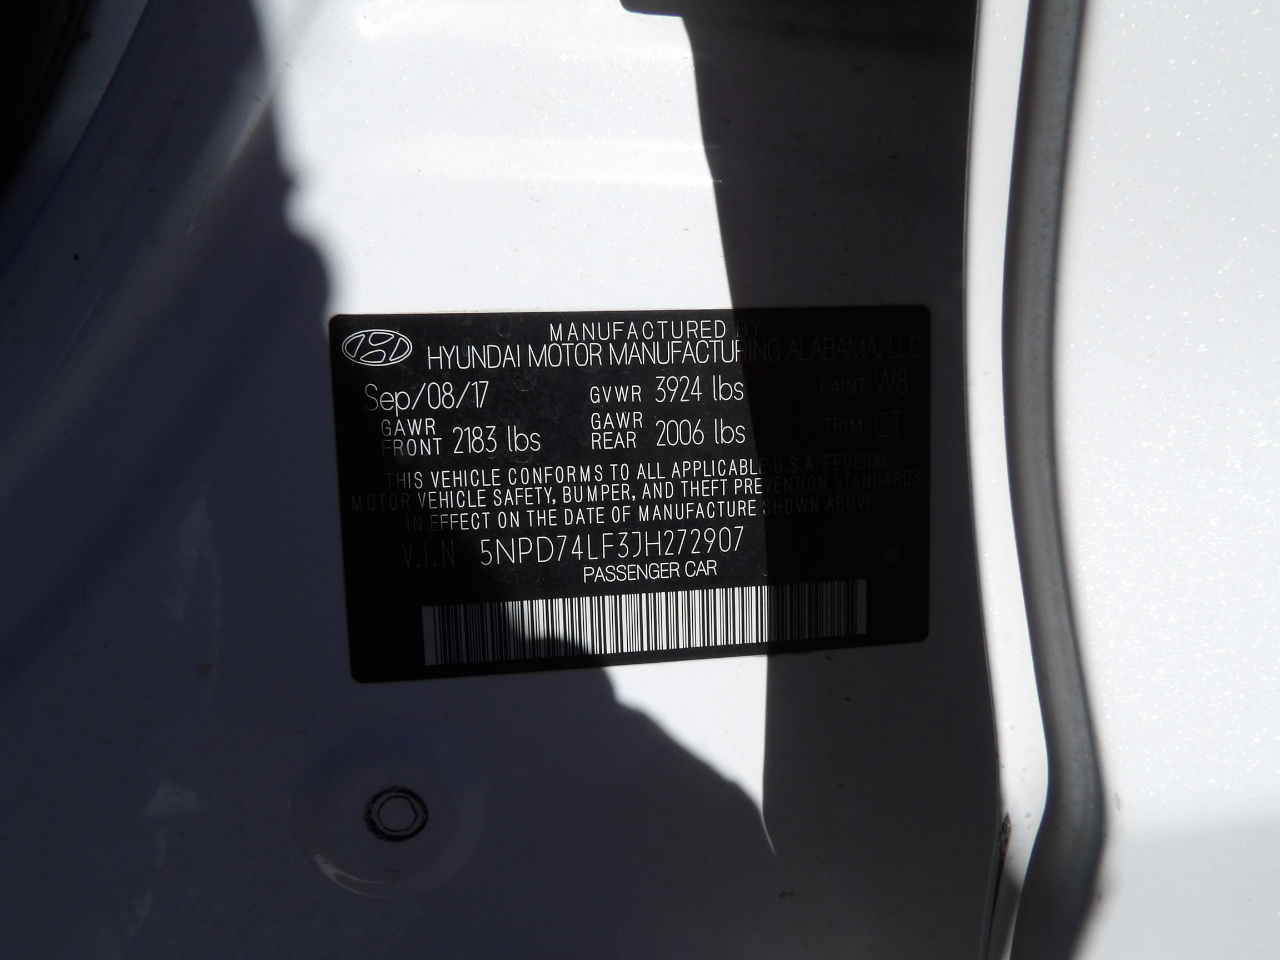 MANUFACTURED BY
HYUNDAI MOTOR MANUFACTURING ALABAMA, LLC
Sep/08/17 GVWR 3924 lbs PAINT W8
GAWR FRONT 2183 lbs GAWR REAR 2006 lbs TRIM CT
THIS VEHICLE CONFORMS TO ALL APPLICABLE U.S.A. FEDERAL
MOTOR VEHICLE SAFETY, BUMPER, AND THEFT PREVENTION STANDARDS
IN EFFECT ON THE DATE OF MANUFACTURE SHOWN ABOVE
V.I.N 5NPD74LF3JH272907
PASSENGER CAR